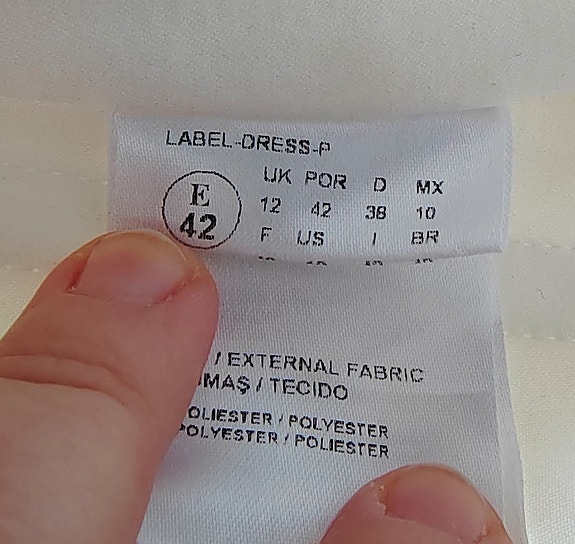 LABEL-DRESS-P
E UK POR D MX
42 12 42 38 10
F US I BR
/ EXTERNAL FABRIC
MAŞ / TECIDO
OLIESTER / POLYESTER
POLYESTER / POLIESTER